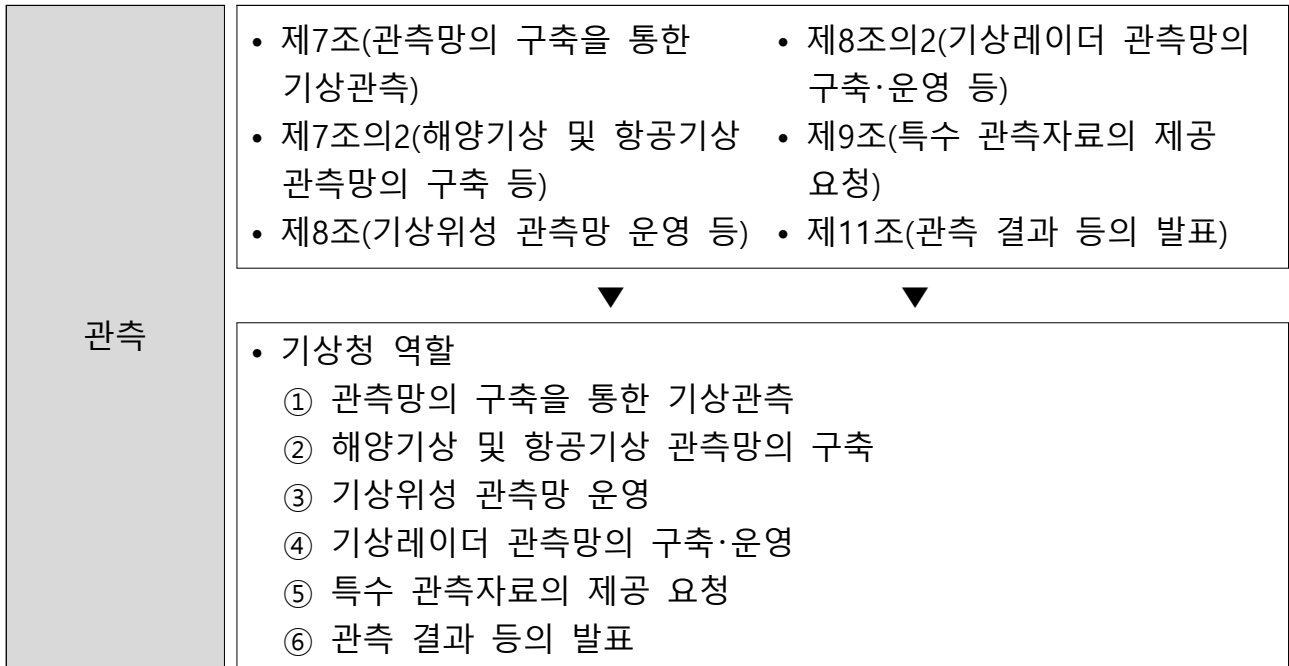 관측
• 제7조(관측망의 구축을 통한
기상관측)
• 제7조의2(해양기상 및 항공기상
관측망의 구축 등)
• 제8조(기상위성 관측망 운영 등)
• 제8조의2(기상레이더 관측망의
구축·운영 등)
• 제9조(특수 관측자료의 제공
요청)
• 제11조(관측 결과 등의 발표)
▼ ▼
• 기상청 역할
① 관측망의 구축을 통한 기상관측
② 해양기상 및 항공기상 관측망의 구축
③ 기상위성 관측망 운영
④ 기상레이더 관측망의 구축·운영
⑤ 특수 관측자료의 제공 요청
⑥ 관측 결과 등의 발표